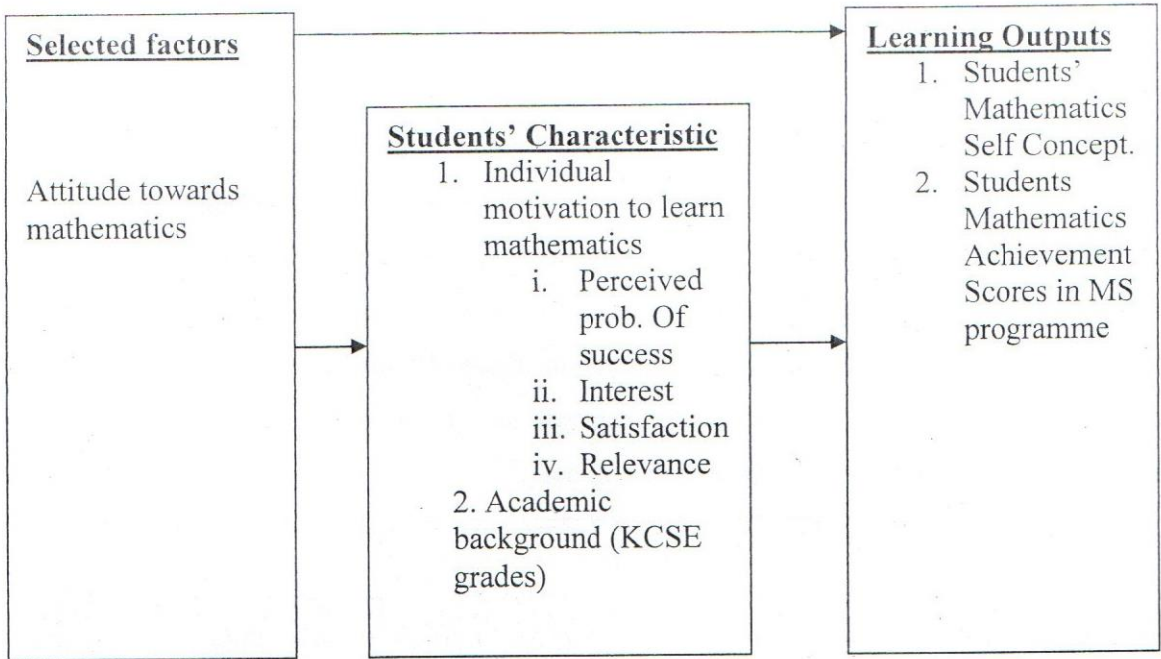 Selected factors
Attitude towards
mathematics
Students’ Characteristic
1. Individual
motivation to learn
mathematics
i. Perceived
prob. Of
success
ii. Interest
iii. Satisfaction
iv. Relevance
2. Academic
background (KCSE
grades)
Learning Outputs
1. Students’
Mathematics
Self Concept.
2. Students
Mathematics
Achievement
Scores in MS
programme